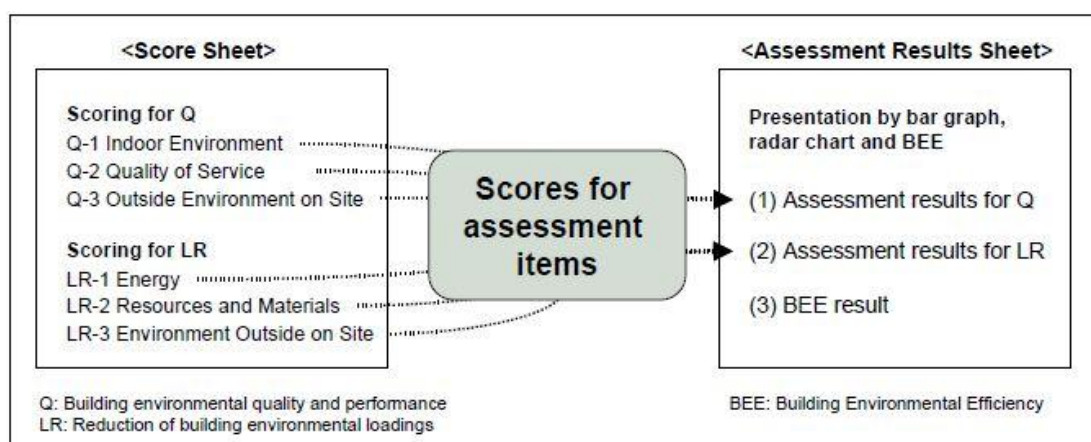 <Score Sheet>
Scoring for Q
Q-1 Indoor Environment
Q-2 Quality of Service
Q-3 Outside Environment on Site
Scoring for LR
LR-1 Energy
LR-2 Resources and Materials
LR-3 Environment Outside on Site
Scores for
assessment
items
<Assessment Results Sheet>
Presentation by bar graph,
radar chart and BEE
(1) Assessment results for Q
(2) Assessment results for LR
(3) BEE result
Q: Building environmental quality and performance
LR: Reduction of building environmental loadings
BEE: Building Environmental Efficiency